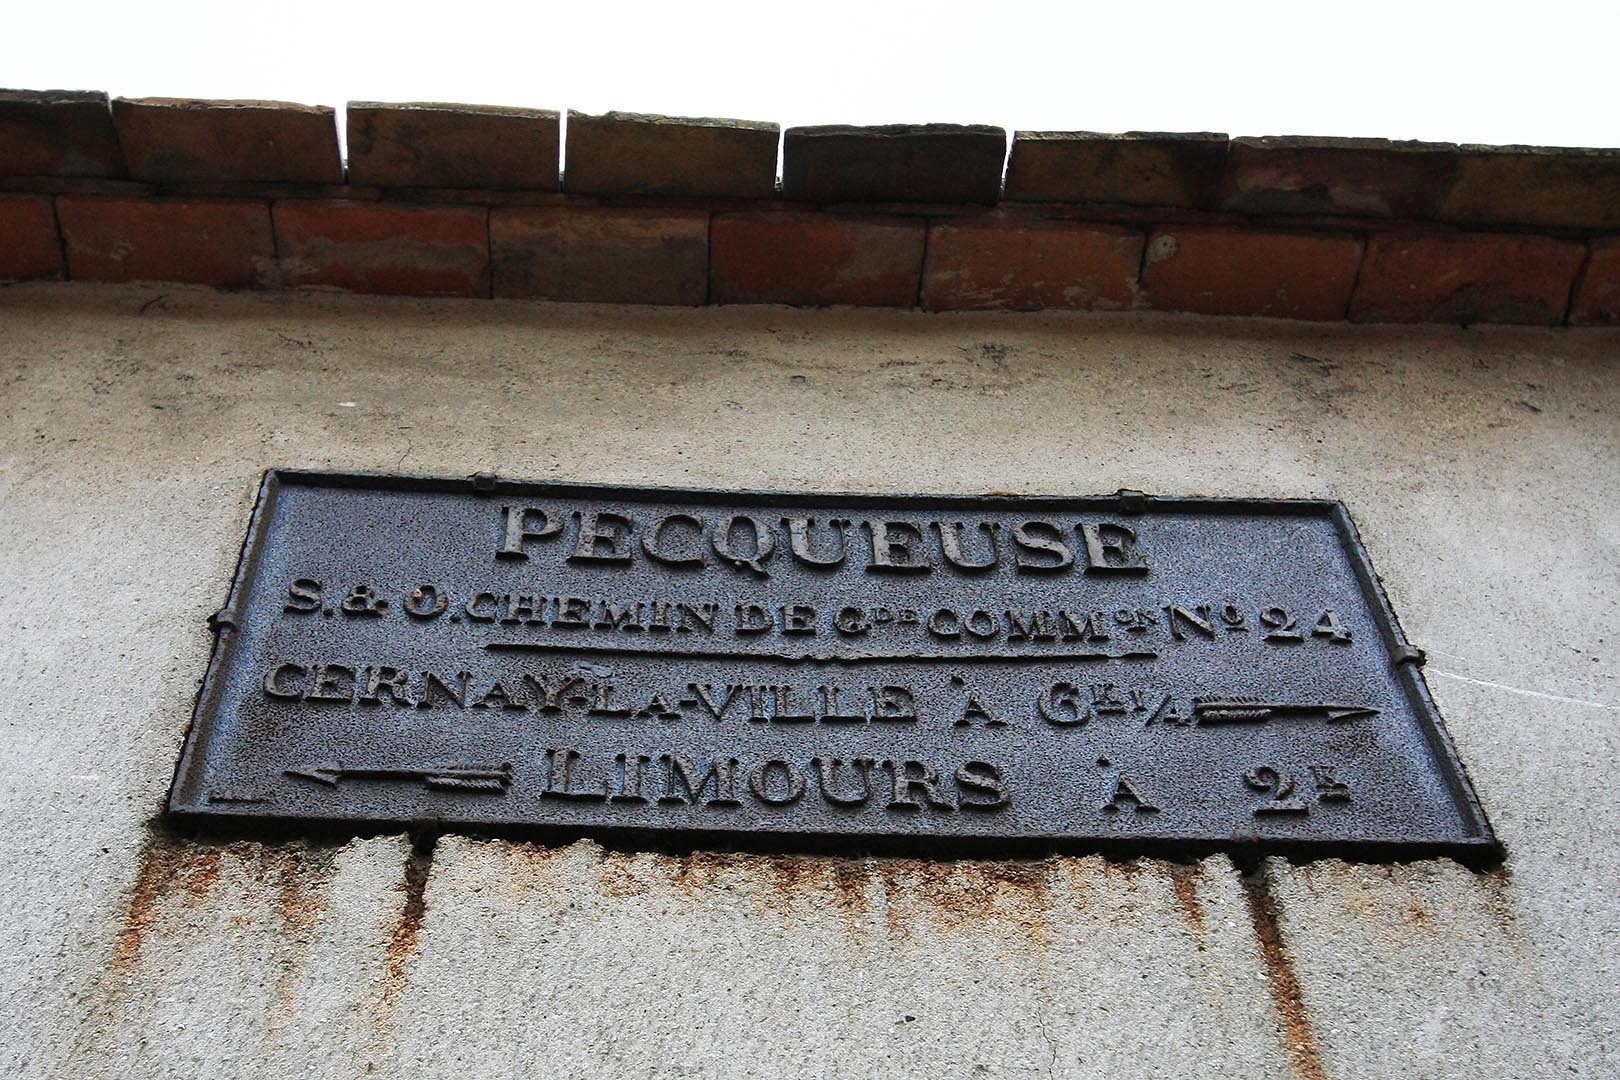 PECQUEUSE
S. & O. CHEMIN DE Gᴰᴱ COMMᴼᴺ Nº 24
CERNAY-LA-VILLE À 6ᴷ 1/4
LIMOURS À 2ᴷ